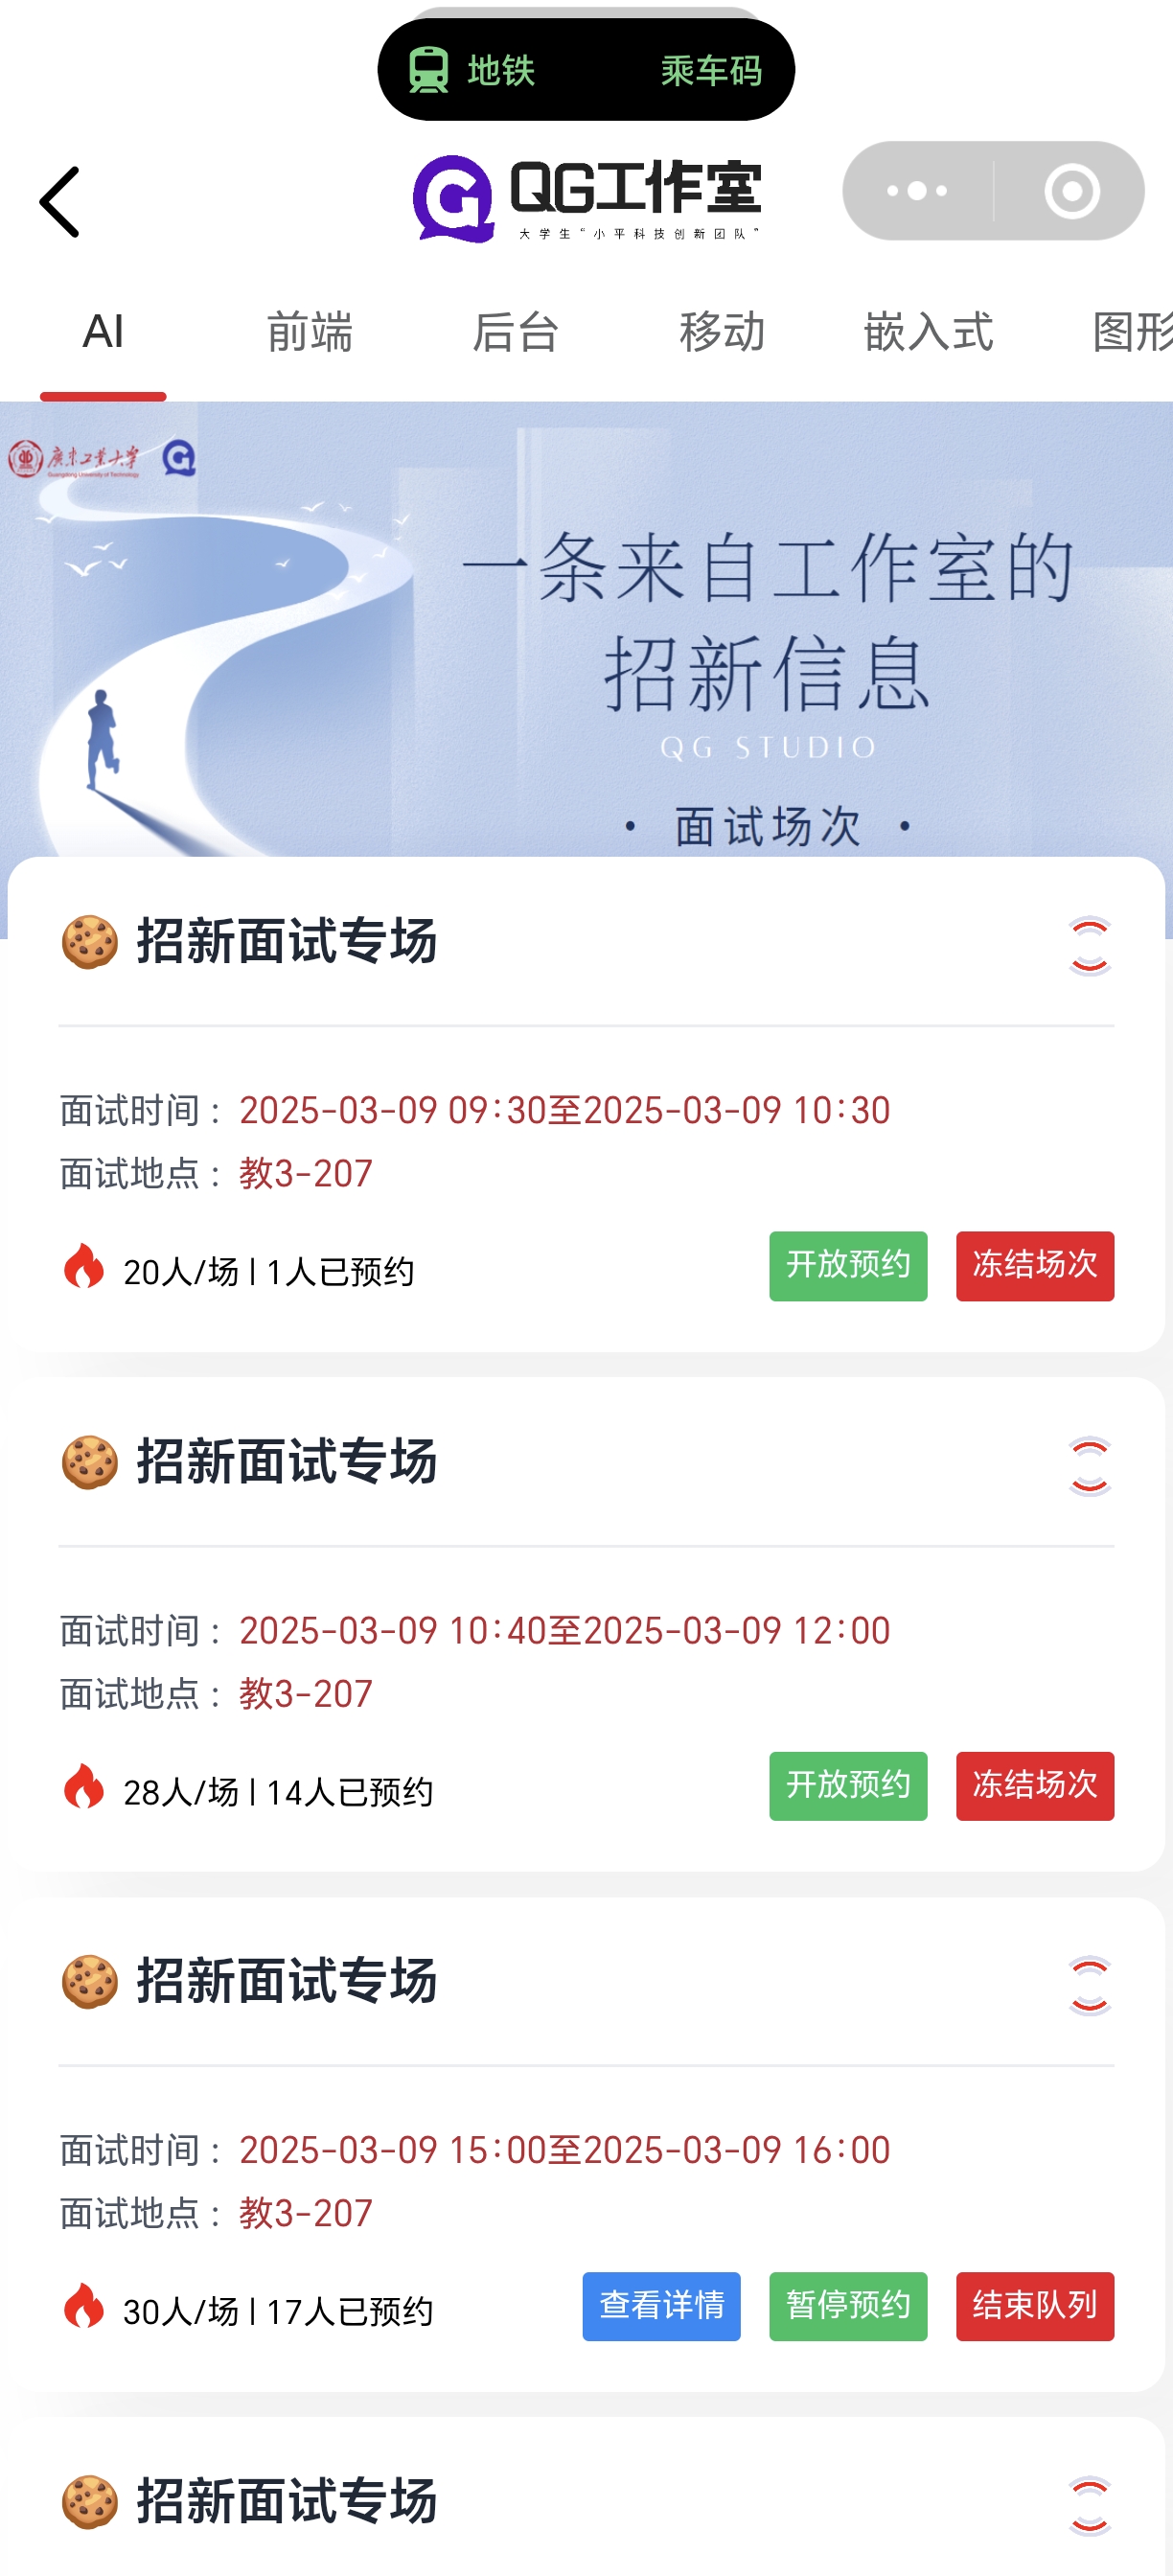 地铁 乘车码
QG工作室
大学生“小平科技创新团队”
AI 前端 后台 移动 嵌入式 图形
廣東工業大學
Guangdong University of Technology
一条来自工作室的
招新信息
QG STUDIO
· 面试场次 ·
招新面试专场
面试时间：2025-03-09 09:30至2025-03-09 10:30
面试地点：教3-207
20人/场 | 1人已预约 开放预约 冻结场次
招新面试专场
面试时间：2025-03-09 10:40至2025-03-09 12:00
面试地点：教3-207
28人/场 | 14人已预约 开放预约 冻结场次
招新面试专场
面试时间：2025-03-09 15:00至2025-03-09 16:00
面试地点：教3-207
30人/场 | 17人已预约 查看详情 暂停预约 结束队列
招新面试专场